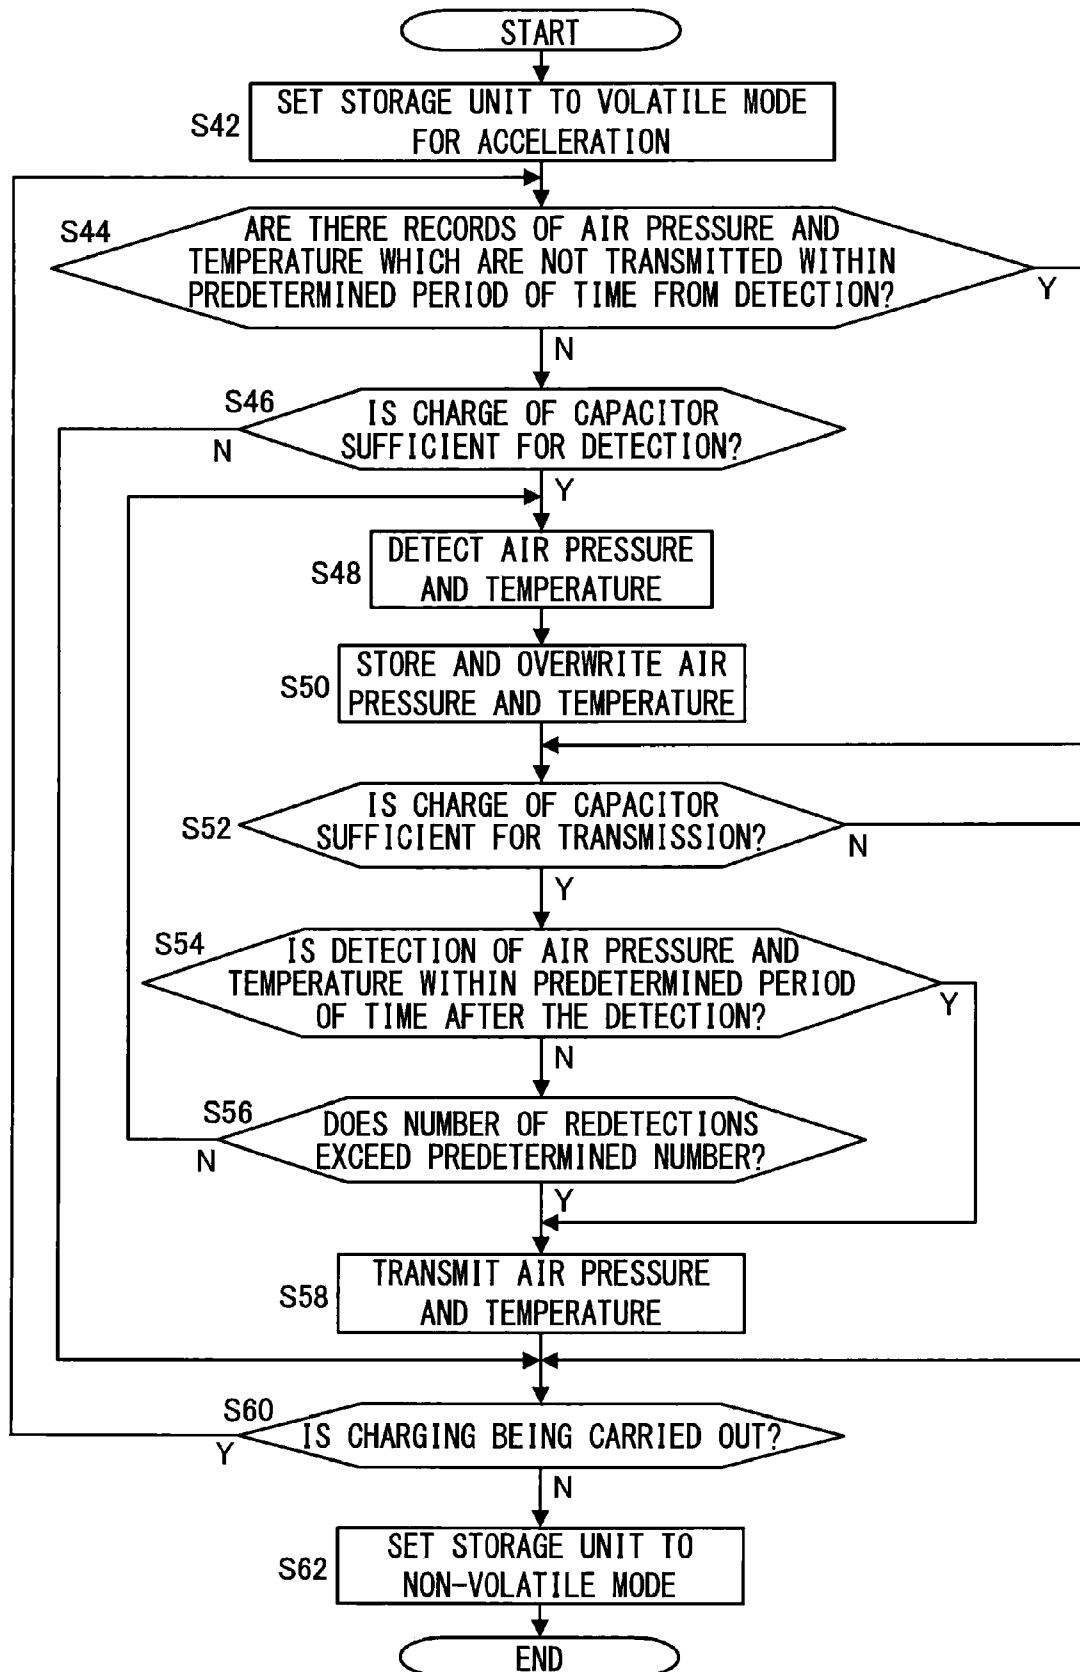 START
S42
SET STORAGE UNIT TO VOLATILE MODE
FOR ACCELERATION
S44
ARE THERE RECORDS OF AIR PRESSURE AND
TEMPERATURE WHICH ARE NOT TRANSMITTED WITHIN
PREDETERMINED PERIOD OF TIME FROM DETECTION?
Y
N
S46
IS CHARGE OF CAPACITOR
SUFFICIENT FOR DETECTION?
N
Y
S48
DETECT AIR PRESSURE
AND TEMPERATURE
S50
STORE AND OVERWRITE AIR
PRESSURE AND TEMPERATURE
S52
IS CHARGE OF CAPACITOR
SUFFICIENT FOR TRANSMISSION?
N
Y
S54
IS DETECTION OF AIR PRESSURE AND
TEMPERATURE WITHIN PREDETERMINED PERIOD
OF TIME AFTER THE DETECTION?
Y
N
S56
DOES NUMBER OF REDETECTIONS
EXCEED PREDETERMINED NUMBER?
N
Y
S58
TRANSMIT AIR PRESSURE
AND TEMPERATURE
S60
IS CHARGING BEING CARRIED OUT?
Y
N
S62
SET STORAGE UNIT TO
NON-VOLATILE MODE
END